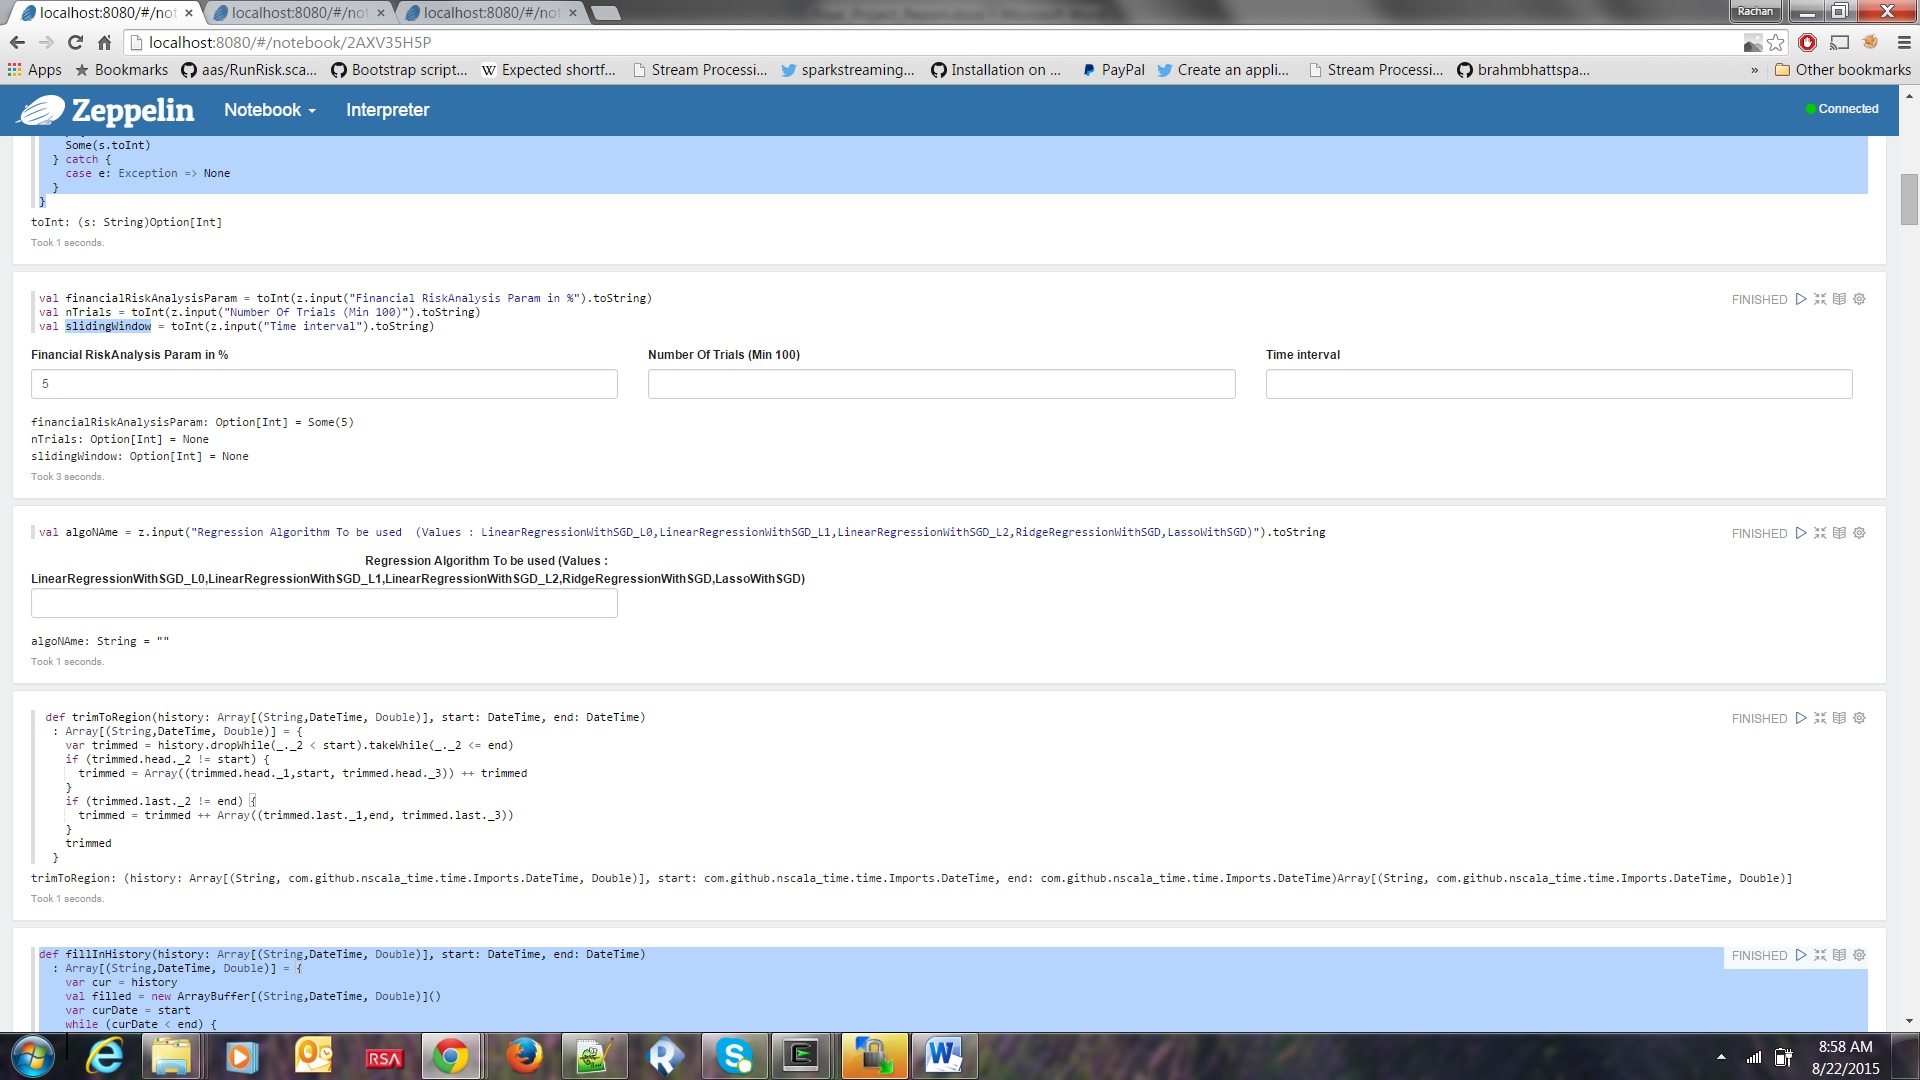 localhost:8080/#/not
localhost:8080/#/not
localhost:8080/#/not
Rachan
localhost:8080/#/notebook/2AXV35H5P
Apps Bookmarks aas/RunRisk.sca... Bootstrap script... Expected shortf... Stream Processi... sparkstreaming... Installation on ... PayPal Create an appli... Stream Processi... brahmbhattspa... » Other bookmarks
Zeppelin Notebook Interpreter Connected
Some(s.toInt)
} catch {
case e: Exception => None
}
}
toInt: (s: String)Option[Int]
Took 1 seconds.
val financialRiskAnalysisParam = toInt(z.input("Financial RiskAnalysis Param in %").toString)
FINISHED
val nTrials = toInt(z.input("Number Of Trials (Min 100)").toString)
val slidingWindow = toInt(z.input("Time interval").toString)
Financial RiskAnalysis Param in % Number Of Trials (Min 100) Time interval
5
financialRiskAnalysisParam: Option[Int] = Some(5)
nTrials: Option[Int] = None
slidingWindow: Option[Int] = None
Took 3 seconds.
val algoNAme = z.input("Regression Algorithm To be used  (Values : LinearRegressionWithSGD_L0,LinearRegressionWithSGD_L1,LinearRegressionWithSGD_L2,RidgeRegressionWithSGD,LassoWithSGD)").toString
FINISHED
Regression Algorithm To be used (Values :
LinearRegressionWithSGD_L0,LinearRegressionWithSGD_L1,LinearRegressionWithSGD_L2,RidgeRegressionWithSGD,LassoWithSGD)
algoNAme: String = ""
Took 1 seconds.
def trimToRegion(history: Array[(String,DateTime, Double)], start: DateTime, end: DateTime)
FINISHED
: Array[(String,DateTime, Double)] = {
var trimmed = history.dropWhile(_._2 < start).takeWhile(_._2 <= end)
if (trimmed.head._2 != start) {
trimmed = Array((trimmed.head._1,start, trimmed.head._3)) ++ trimmed
}
if (trimmed.last._2 != end) {
trimmed = trimmed ++ Array((trimmed.last._1,end, trimmed.last._3))
}
trimmed
}
trimToRegion: (history: Array[(String, com.github.nscala_time.time.Imports.DateTime, Double)], start: com.github.nscala_time.time.Imports.DateTime, end: com.github.nscala_time.time.Imports.DateTime)Array[(String, com.github.nscala_time.time.Imports.DateTime, Double)]
Took 1 seconds.
def fillInHistory(history: Array[(String,DateTime, Double)], start: DateTime, end: DateTime)
FINISHED
: Array[(String,DateTime, Double)] = {
var cur = history
val filled = new ArrayBuffer[(String,DateTime, Double)]()
var curDate = start
while (curDate < end) {
RSA
8:58 AM
8/22/2015